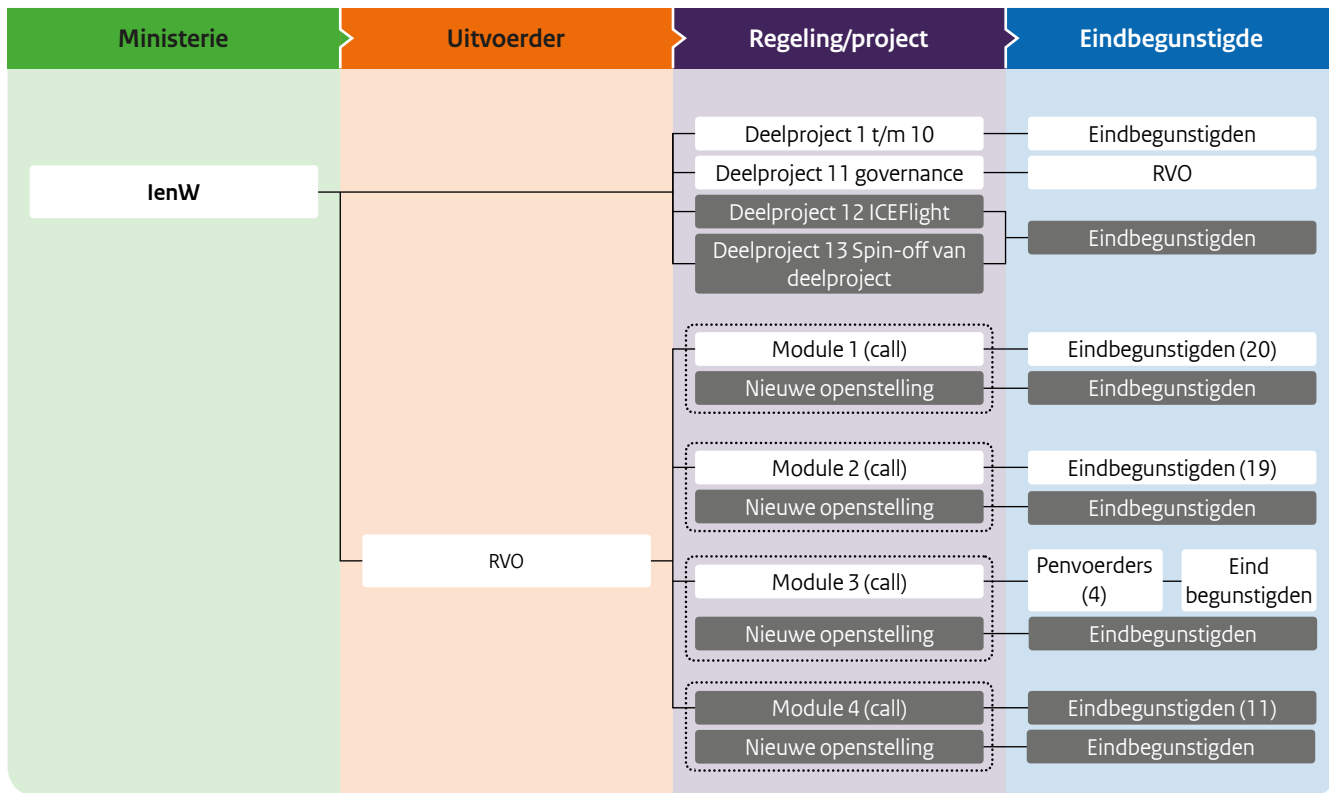 Ministerie
Uitvoerder
Regeling/project
Eindbegunstigde
IenW
Deelproject 1 t/m 10
Eindbegunstigden
Deelproject 11 governance
RVO
Deelproject 12 ICEFlight
Deelproject 13 Spin-off van
deelproject
Eindbegunstigden
Module 1 (call)
Eindbegunstigden (20)
Nieuwe openstelling
Eindbegunstigden
Module 2 (call)
Eindbegunstigden (19)
Nieuwe openstelling
Eindbegunstigden
RVO
Module 3 (call)
Penvoerders
(4)
Eind
begunstigden
Nieuwe openstelling
Eindbegunstigden
Module 4 (call)
Eindbegunstigden (11)
Nieuwe openstelling
Eindbegunstigden